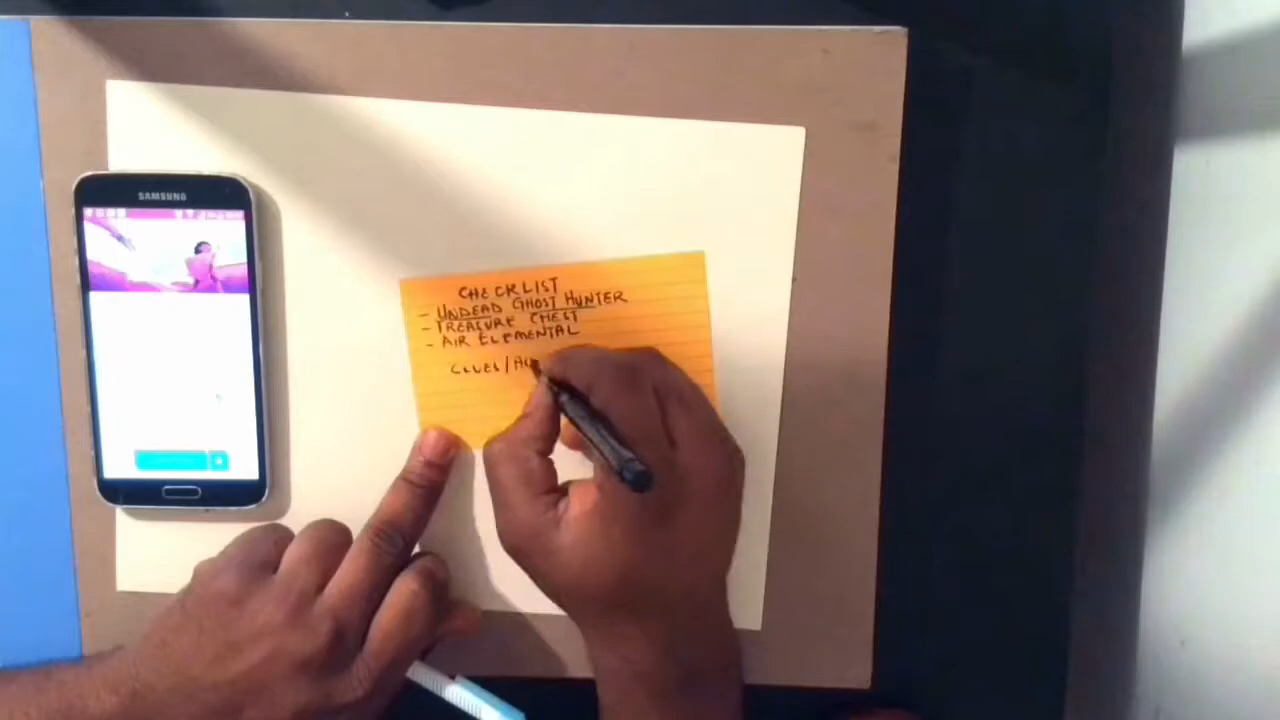 SAMSUNG
CHECKLIST
- UNDEAD GHOST HUNTER
- TREASURE CHEST
- AIR ELEMENTAL
CLUES/